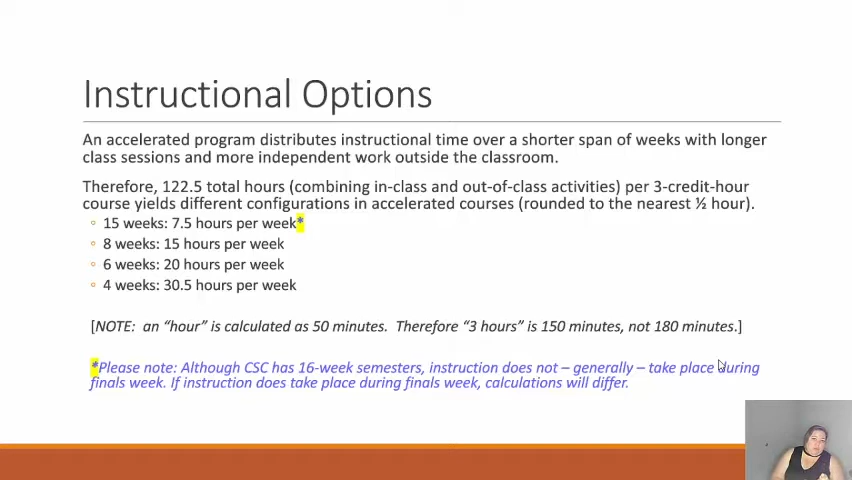 Instructional Options
An accelerated program distributes instructional time over a shorter span of weeks with longer
class sessions and more independent work outside the classroom.
Therefore, 122.5 total hours (combining in-class and out-of-class activities) per 3-credit-hour
course yields different configurations in accelerated courses (rounded to the nearest ½ hour).
◦ 15 weeks: 7.5 hours per week*
◦ 8 weeks: 15 hours per week
◦ 6 weeks: 20 hours per week
◦ 4 weeks: 30.5 hours per week
[NOTE: an “hour” is calculated as 50 minutes. Therefore “3 hours” is 150 minutes, not 180 minutes.]
*Please note: Although CSC has 16-week semesters, instruction does not – generally – take place during
finals week. If instruction does take place during finals week, calculations will differ.